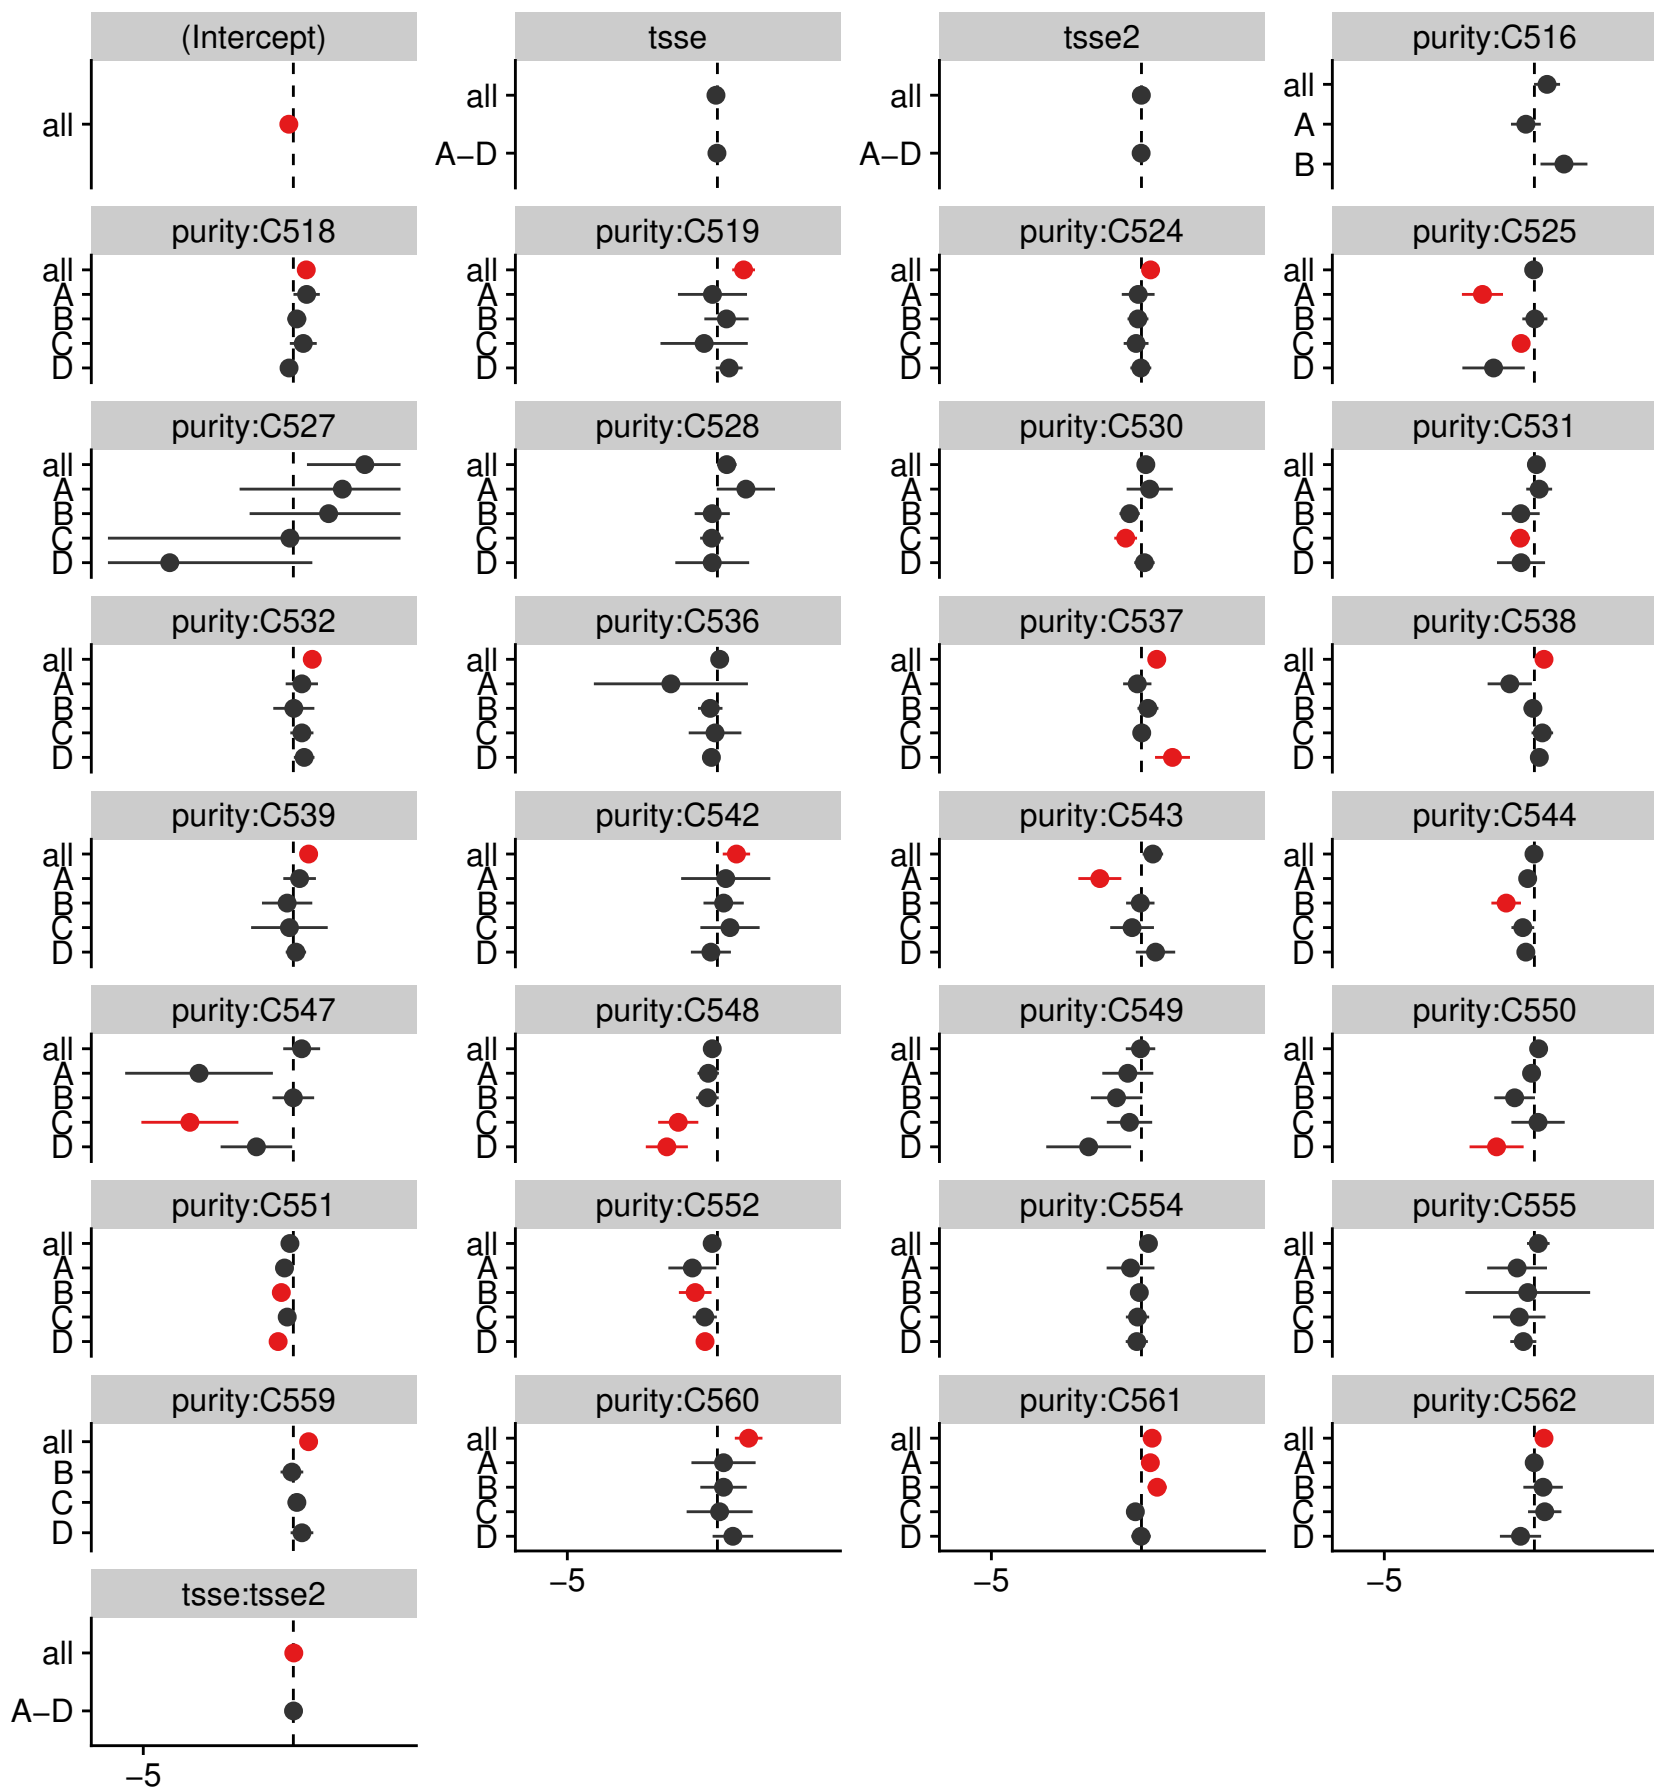 (Intercept) tsse tsse2 purity:C516
all all all all
A
A−D A−D B
purity:C518 purity:C519 purity:C524 purity:C525
all all all all
A A A A
B B B B
C C C C
D D D D
purity:C527 purity:C528 purity:C530 purity:C531
all all all all
A A A A
B B B B
C C C C
D D D D
purity:C532 purity:C536 purity:C537 purity:C538
all all all all
A A A A
B B B B
C C C C
D D D D
purity:C539 purity:C542 purity:C543 purity:C544
all all all all
A A A A
B B B B
C C C C
D D D D
purity:C547 purity:C548 purity:C549 purity:C550
all all all all
A A A A
B B B B
C C C C
D D D D
purity:C551 purity:C552 purity:C554 purity:C555
all all all all
A A A A
B B B B
C C C C
D D D D
purity:C559 purity:C560 purity:C561 purity:C562
all all all all
A A A
B B B B
C C C C
D D D D
−5 −5 −5
tsse:tsse2
all
A−D
−5